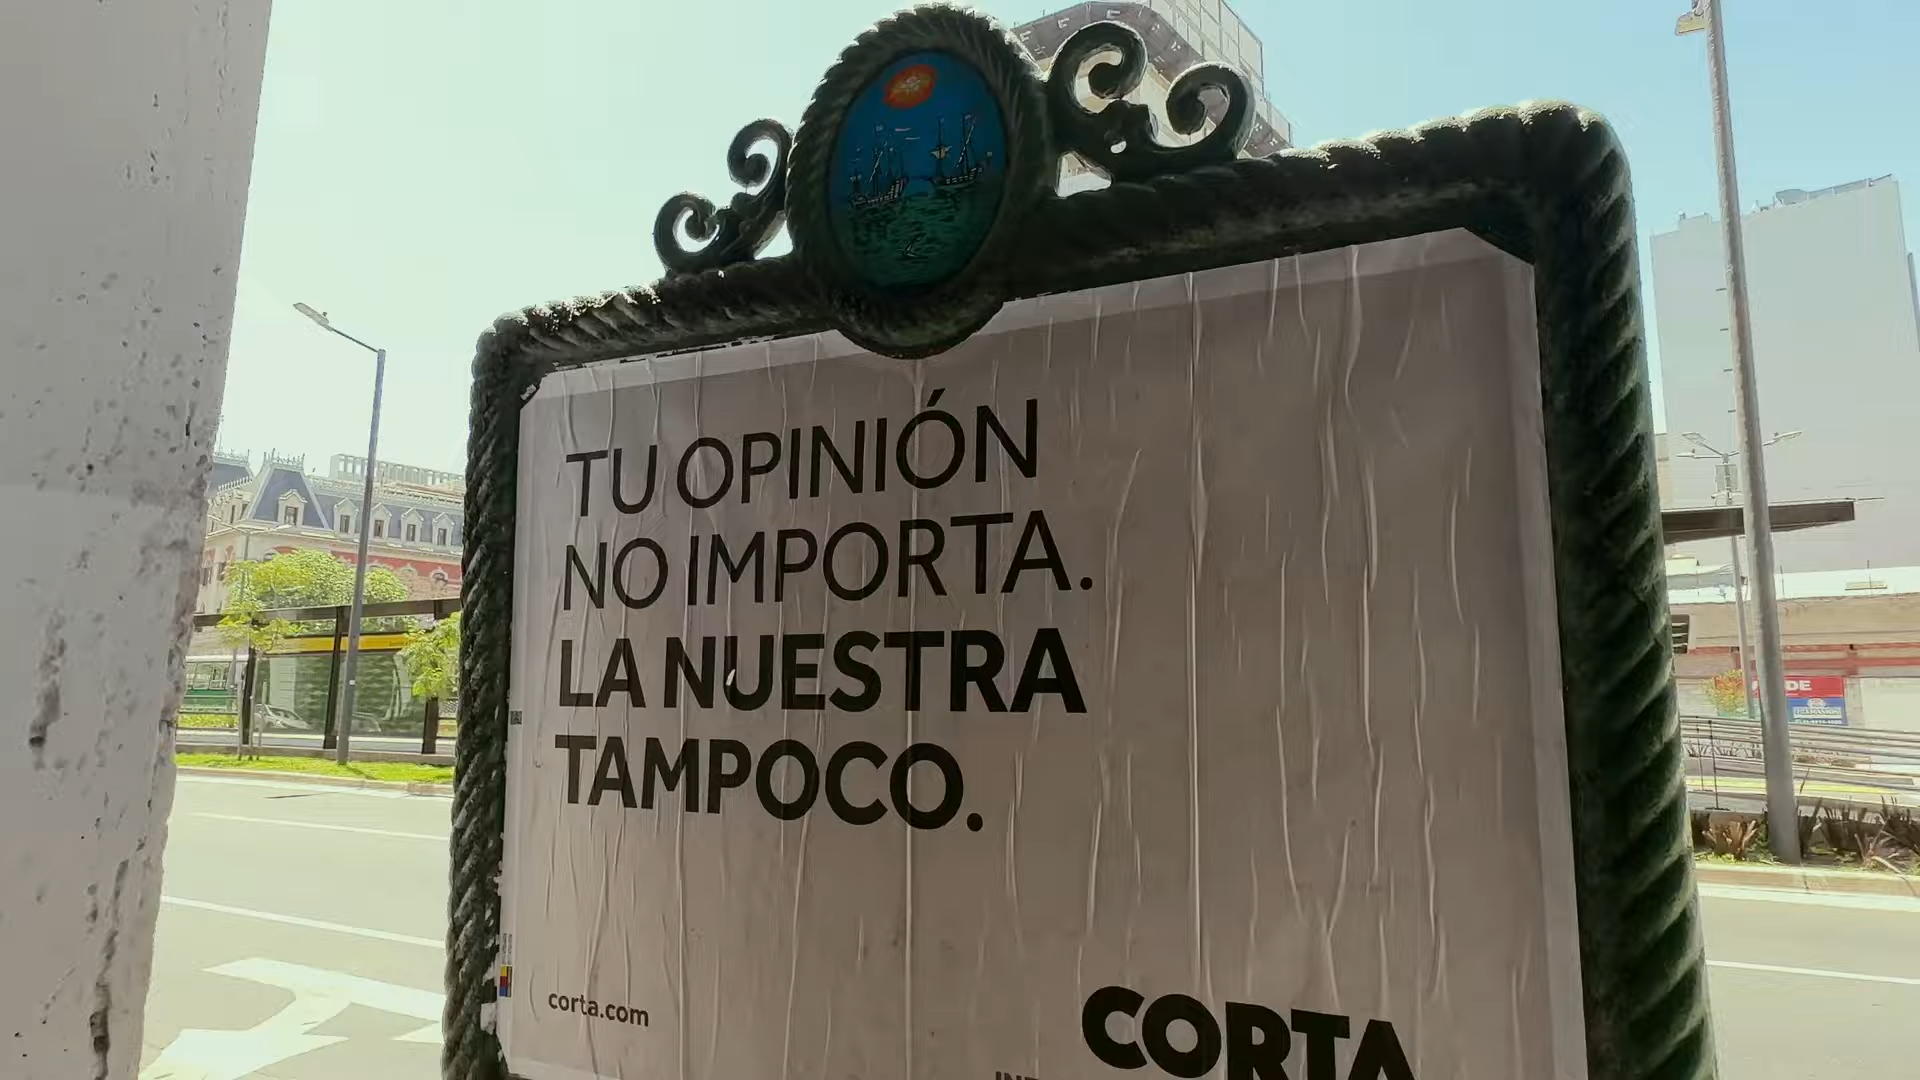 TU OPINIÓN
NO IMPORTA.
LA NUESTRA
TAMPOCO.
corta.com
CORTA